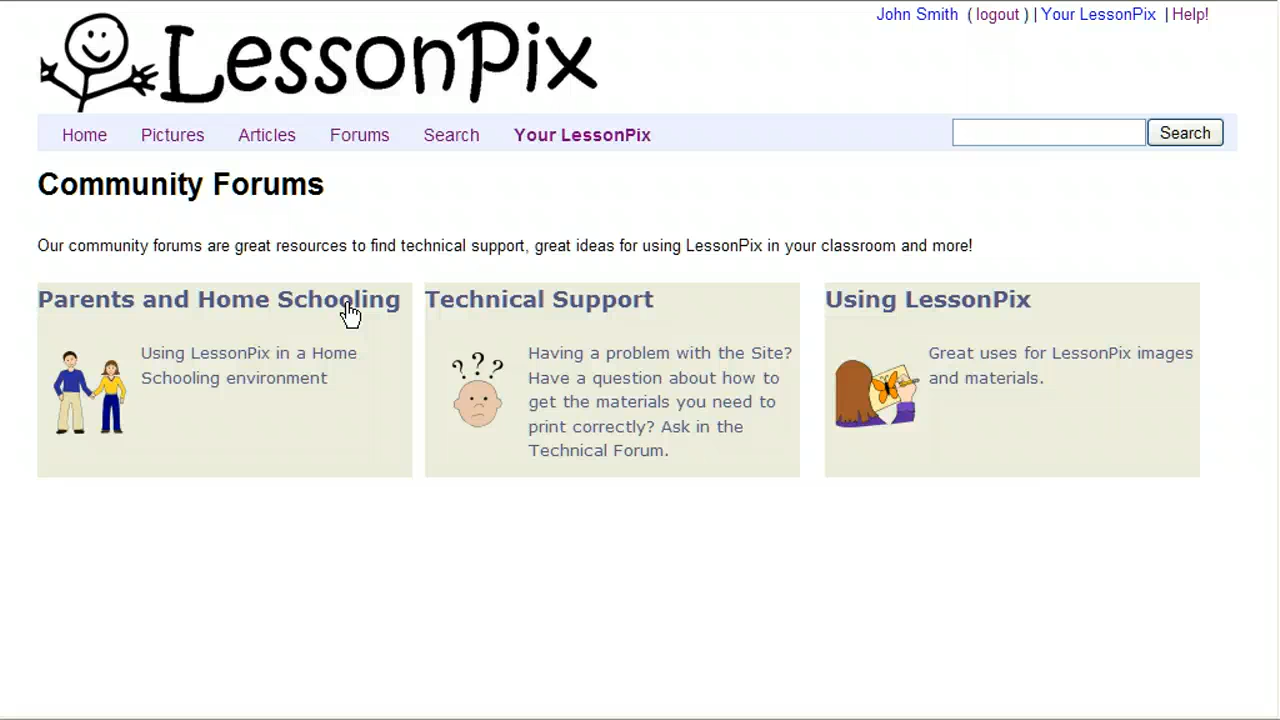 John Smith ( logout ) | Your LessonPix | Help!
LessonPix
Home Pictures Articles Forums Search Your LessonPix Search
Community Forums
Our community forums are great resources to find technical support, great ideas for using LessonPix in your classroom and more!
Parents and Home Schooling
Using LessonPix in a Home
Schooling environment
Technical Support
? ? ?
Having a problem with the Site?
Have a question about how to
get the materials you need to
print correctly? Ask in the
Technical Forum.
Using LessonPix
Great uses for LessonPix images
and materials.